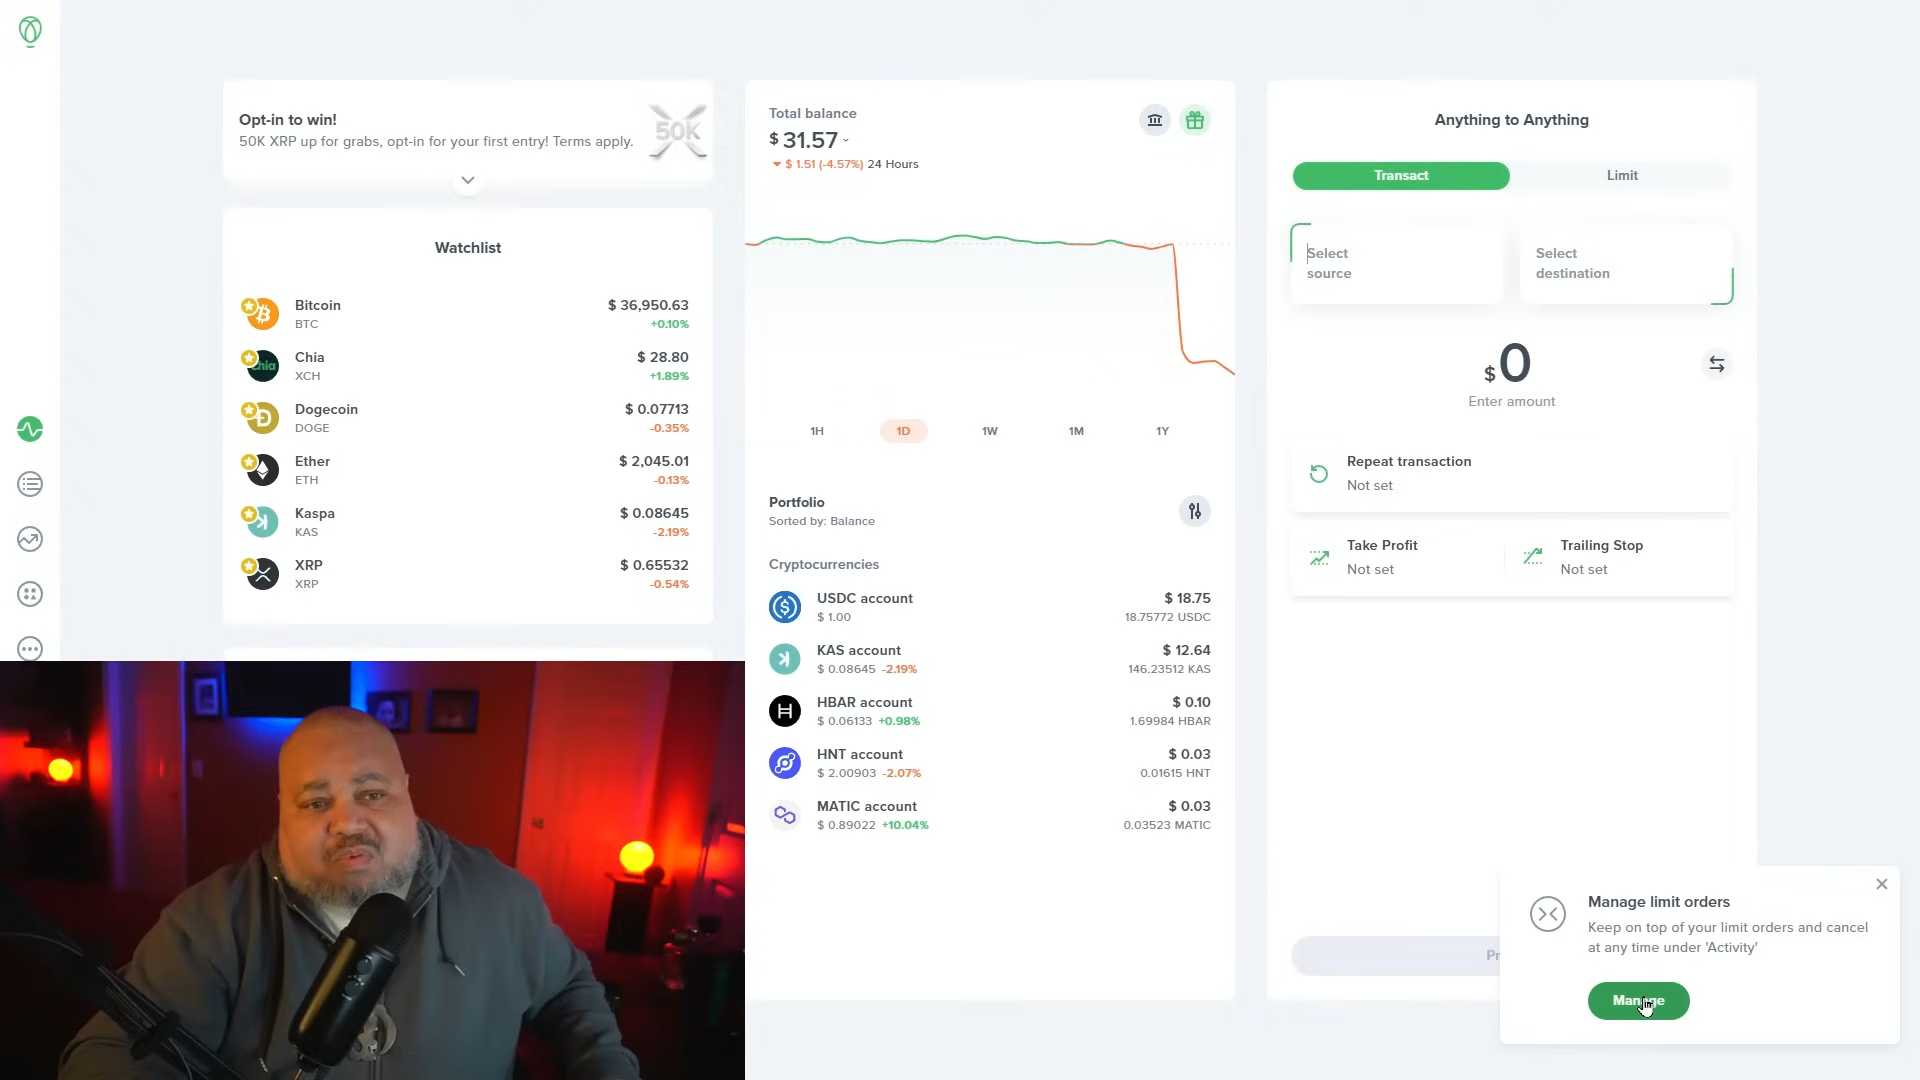 Opt-in to win!
50K XRP up for grabs, opt-in for your first entry! Terms apply.
50K
Watchlist
Bitcoin
$ 36,950.63
BTC
+0.10%
Chia
$ 28.80
XCH
+1.89%
Dogecoin
$ 0.07713
DOGE
-0.35%
Ether
$ 2,045.01
ETH
-0.13%
Kaspa
$ 0.08645
KAS
-2.19%
XRP
$ 0.65532
XRP
-0.54%
Total balance
$ 31.57
$ 1.51 (-4.57%) 24 Hours
1H 1D 1W 1M 1Y
Portfolio
Sorted by: Balance
Cryptocurrencies
USDC account
$ 18.75
$ 1.00
18.75772 USDC
KAS account
$ 12.64
$ 0.08645 -2.19%
146.23512 KAS
HBAR account
$ 0.10
$ 0.06133 +0.98%
1.69984 HBAR
HNT account
$ 0.03
$ 2.00903 -2.07%
0.01615 HNT
MATIC account
$ 0.03
$ 0.89022 +10.04%
0.03523 MATIC
Anything to Anything
Transact
Limit
Select
source
Select
destination
$0
Enter amount
Repeat transaction
Not set
Take Profit
Not set
Trailing Stop
Not set
Manage limit orders
Keep on top of your limit orders and cancel
at any time under 'Activity'
Manage